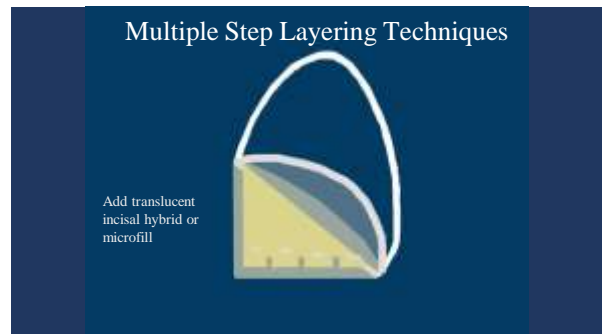 Multiple Step Layering Techniques
Add translucent
incisal hybrid or
microfill